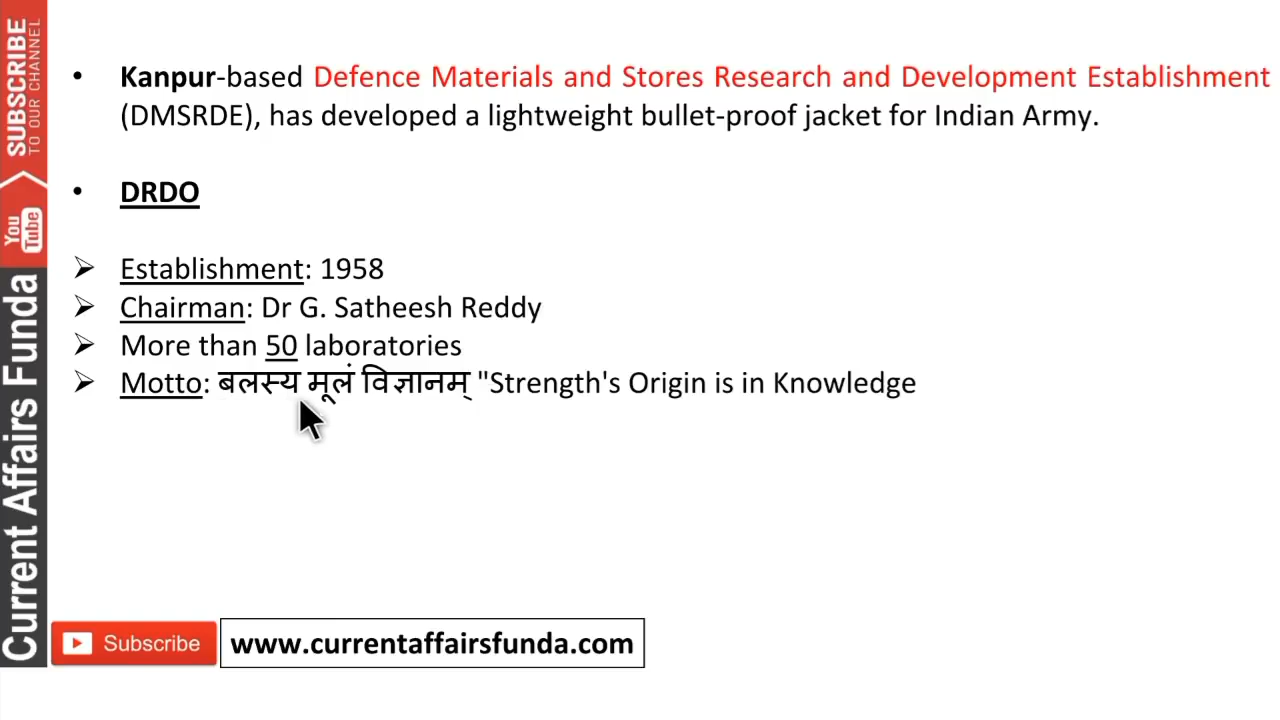 SUBSCRIBE
TO OUR CHANNEL
You Tube
Current Affairs Funda
• Kanpur-based Defence Materials and Stores Research and Development Establishment
(DMSRDE), has developed a lightweight bullet-proof jacket for Indian Army.
• DRDO
➢ Establishment: 1958
➢ Chairman: Dr G. Satheesh Reddy
➢ More than 50 laboratories
➢ Motto: बलस्य मूलं विज्ञानम् "Strength's Origin is in Knowledge
Subscribe
www.currentaffairsfunda.com